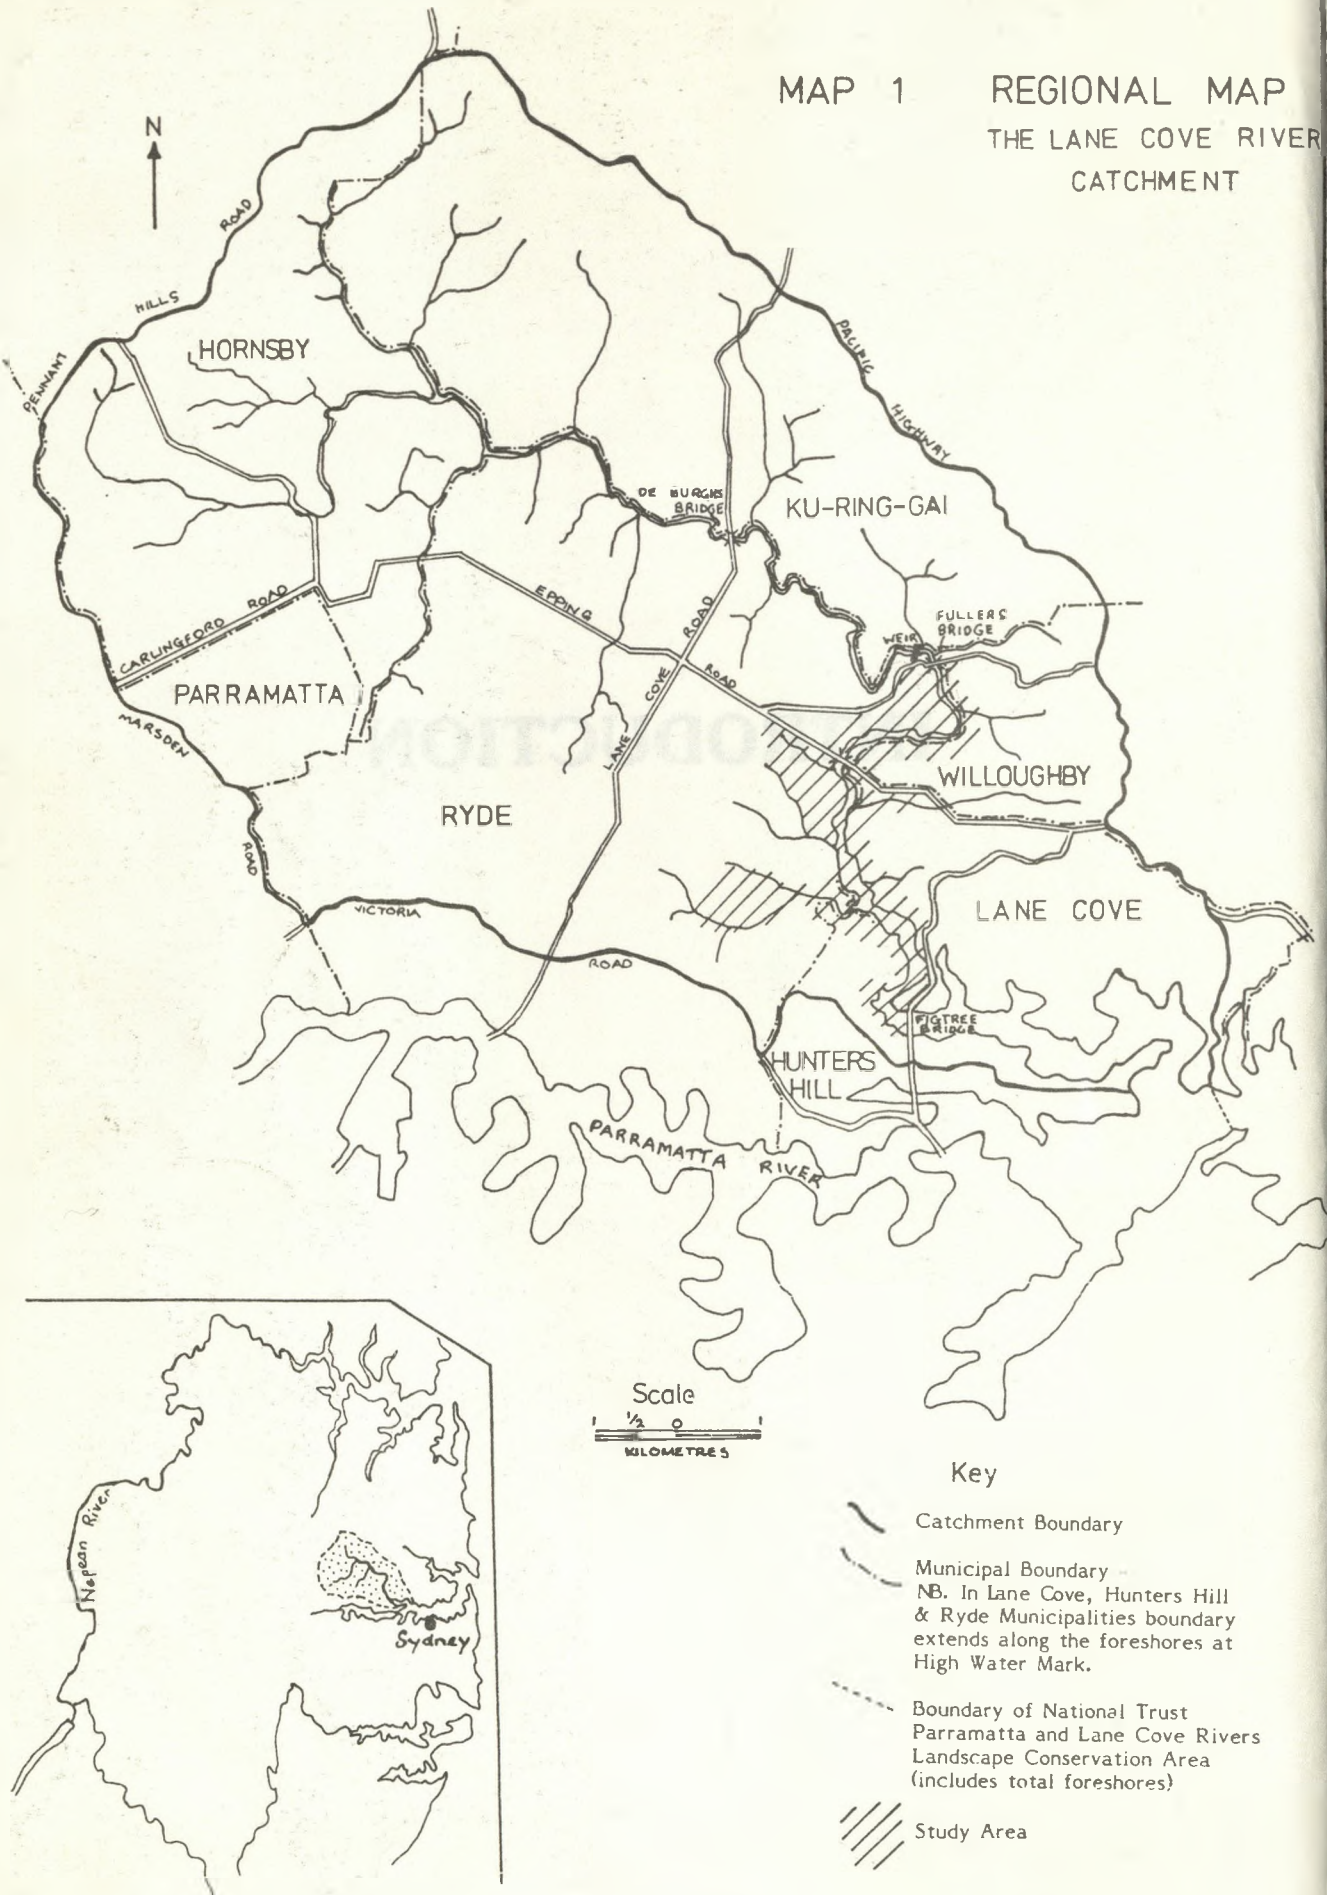 MAP 1 REGIONAL MAP
THE LANE COVE RIVER
CATCHMENT
N
PENNANT HILLS ROAD
HORNSBY
PACIFIC HIGHWAY
DE BURGHS
BRIDGE
KU-RING-GAI
EPPING ROAD
LANE COVE ROAD
FULLERS
BRIDGE
WEIR
CARLINGFORD ROAD
PARRAMATTA
MARSDEN ROAD
WILLOUGHBY
RYDE
VICTORIA ROAD
LANE COVE
FIGTREE
BRIDGE
HUNTERS
HILL
PARRAMATTA RIVER
Nepean River
Sydney
Scale
1 1/2 0 1
KILOMETRES
Key
Catchment Boundary
Municipal Boundary
NB. In Lane Cove, Hunters Hill
& Ryde Municipalities boundary
extends along the foreshores at
High Water Mark.
Boundary of National Trust
Parramatta and Lane Cove Rivers
Landscape Conservation Area
(includes total foreshores)
Study Area